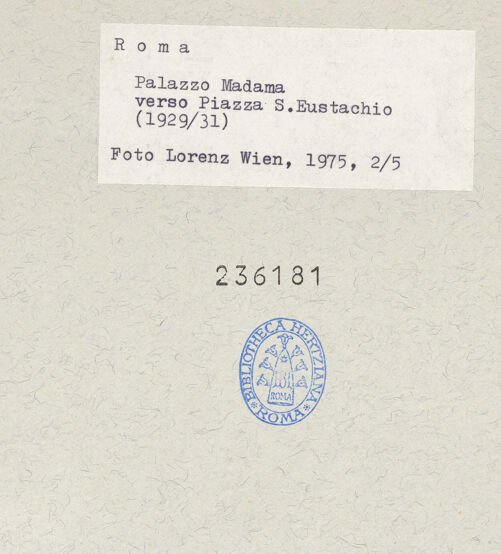 R o m a
Palazzo Madama
verso Piazza S.Eustachio
(1929/31)
Foto Lorenz Wien, 1975, 2/5
236181
BIBLIOTHECA HERTZIANA
ROMA
ROMA